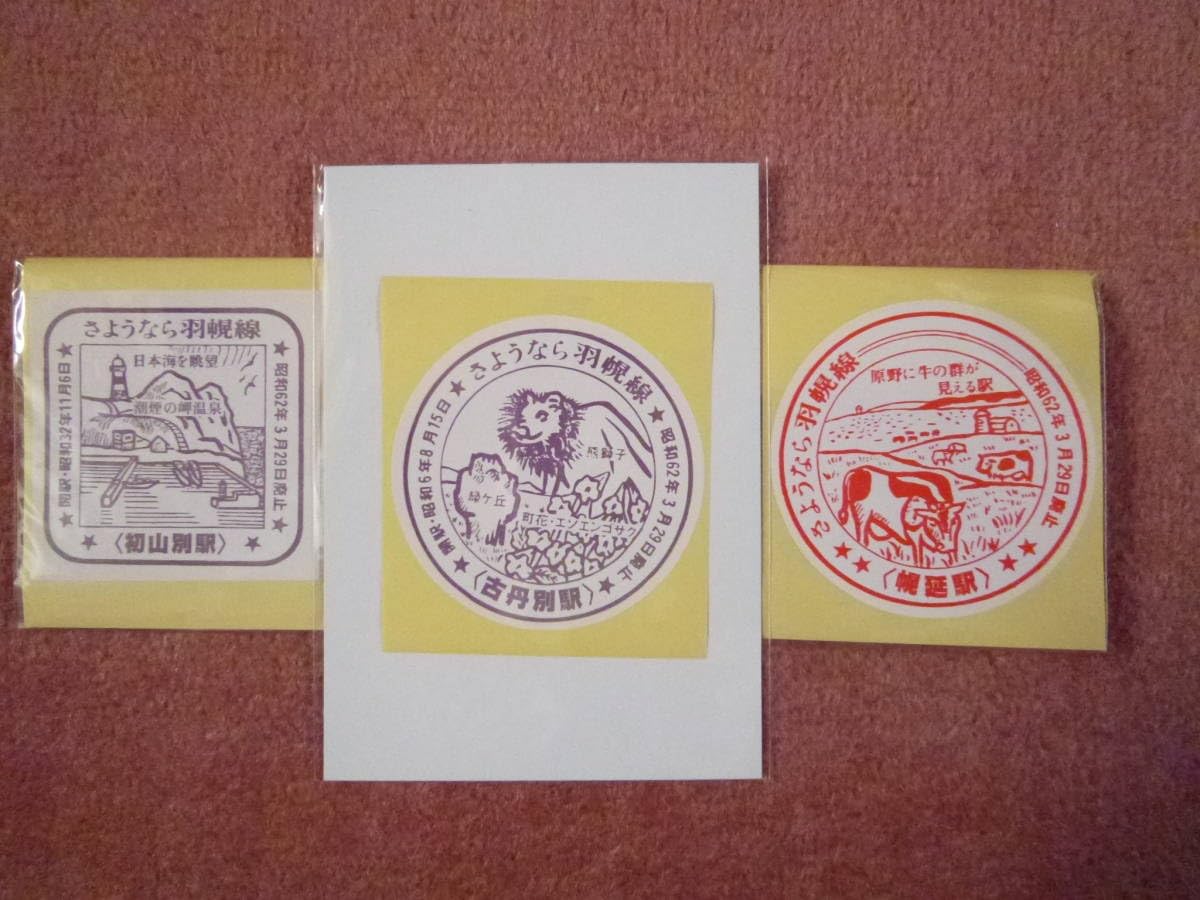 さようなら羽幌線
日本海を眺望
潮煙の岬温泉
開駅・昭和32年11月6日★
★昭和62年3月29日廃止★
★〈初山別駅〉★
★さようなら羽幌線★
開駅・昭和6年8月15日
昭和62年3月29日廃止
熊獅子
緑ケ丘
町花・エゾエンゴサク
★〈古丹別駅〉★
さようなら羽幌線
昭和62年3月29日廃止
原野に牛の群が
見える駅
★〈幌延駅〉★